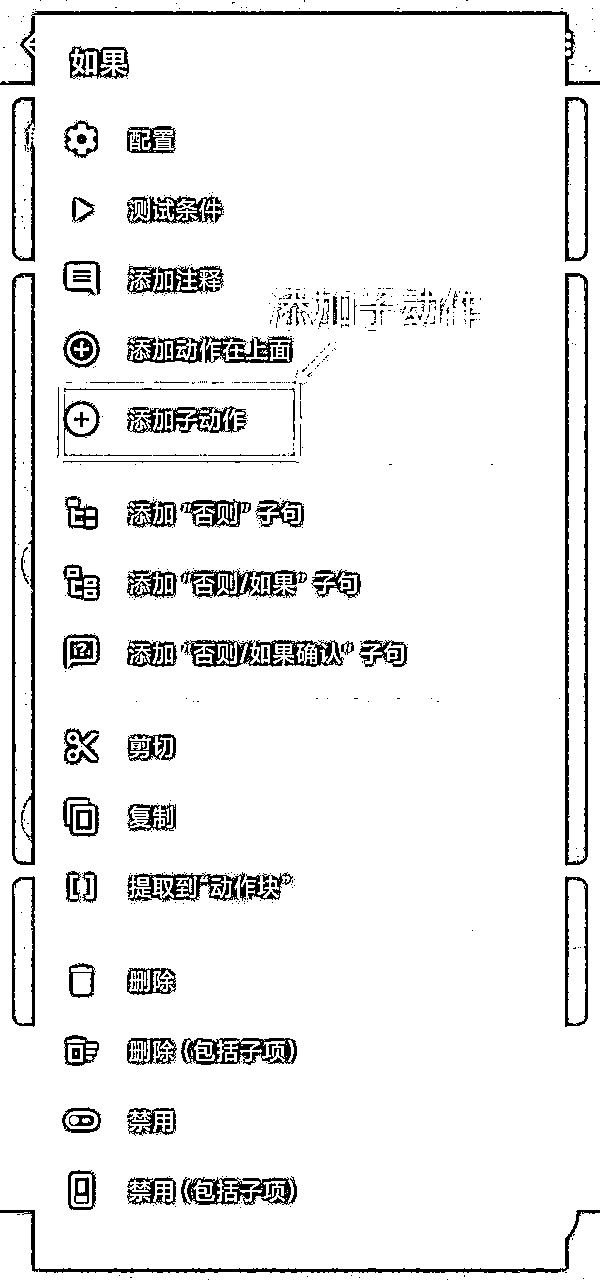 如果
配置
测试条件
添加注释
添加子动作
添加动作在上面
添加子动作
添加 "否则" 子句
添加 "否则/如果" 子句
添加 "否则/如果确认" 子句
剪切
复制
提取到“动作块”
删除
删除 (包括子项)
禁用
禁用 (包括子项)